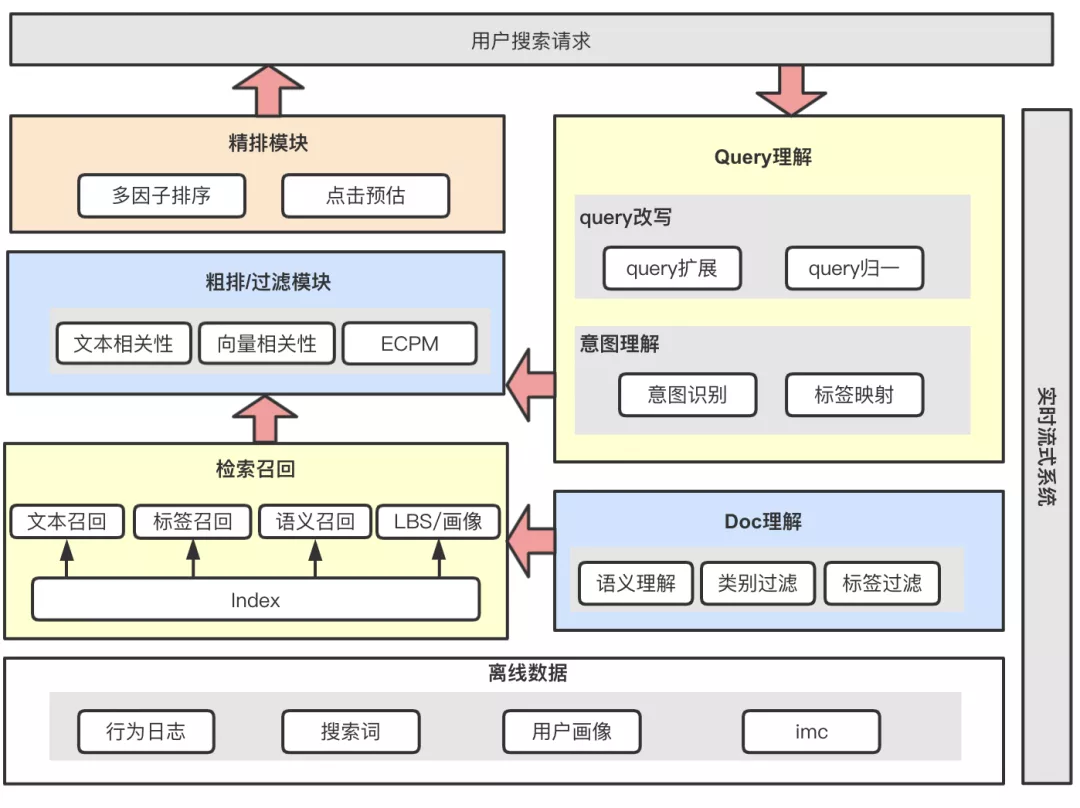 用户搜索请求
精排模块
多因子排序
点击预估
粗排/过滤模块
文本相关性
向量相关性
ECPM
检索召回
文本召回
标签召回
语义召回
LBS/画像
Index
Query理解
query改写
query扩展
query归一
意图理解
意图识别
标签映射
Doc理解
语义理解
类别过滤
标签过滤
离线数据
行为日志
搜索词
用户画像
imc
实时流式系统